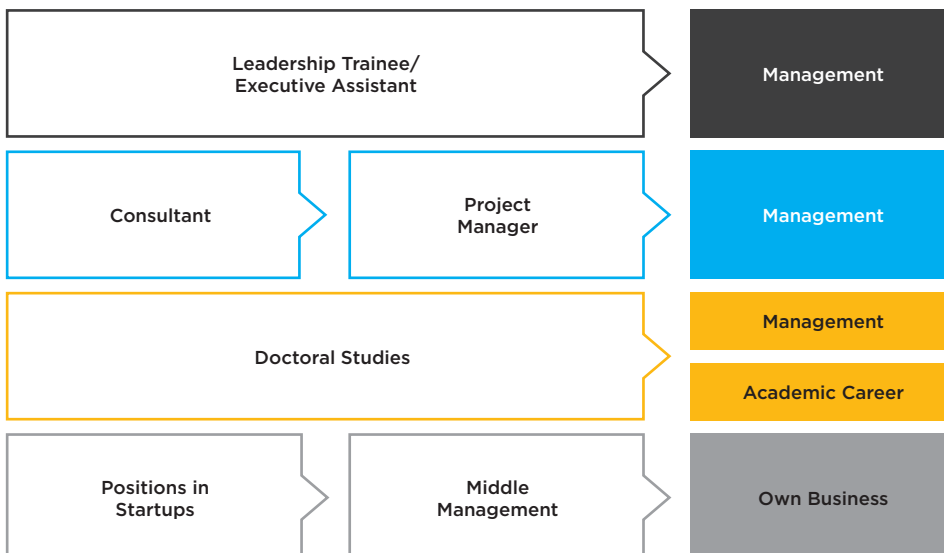 Leadership Trainee/
Executive Assistant
Management
Consultant
Project
Manager
Management
Doctoral Studies
Management
Academic Career
Positions in
Startups
Middle
Management
Own Business